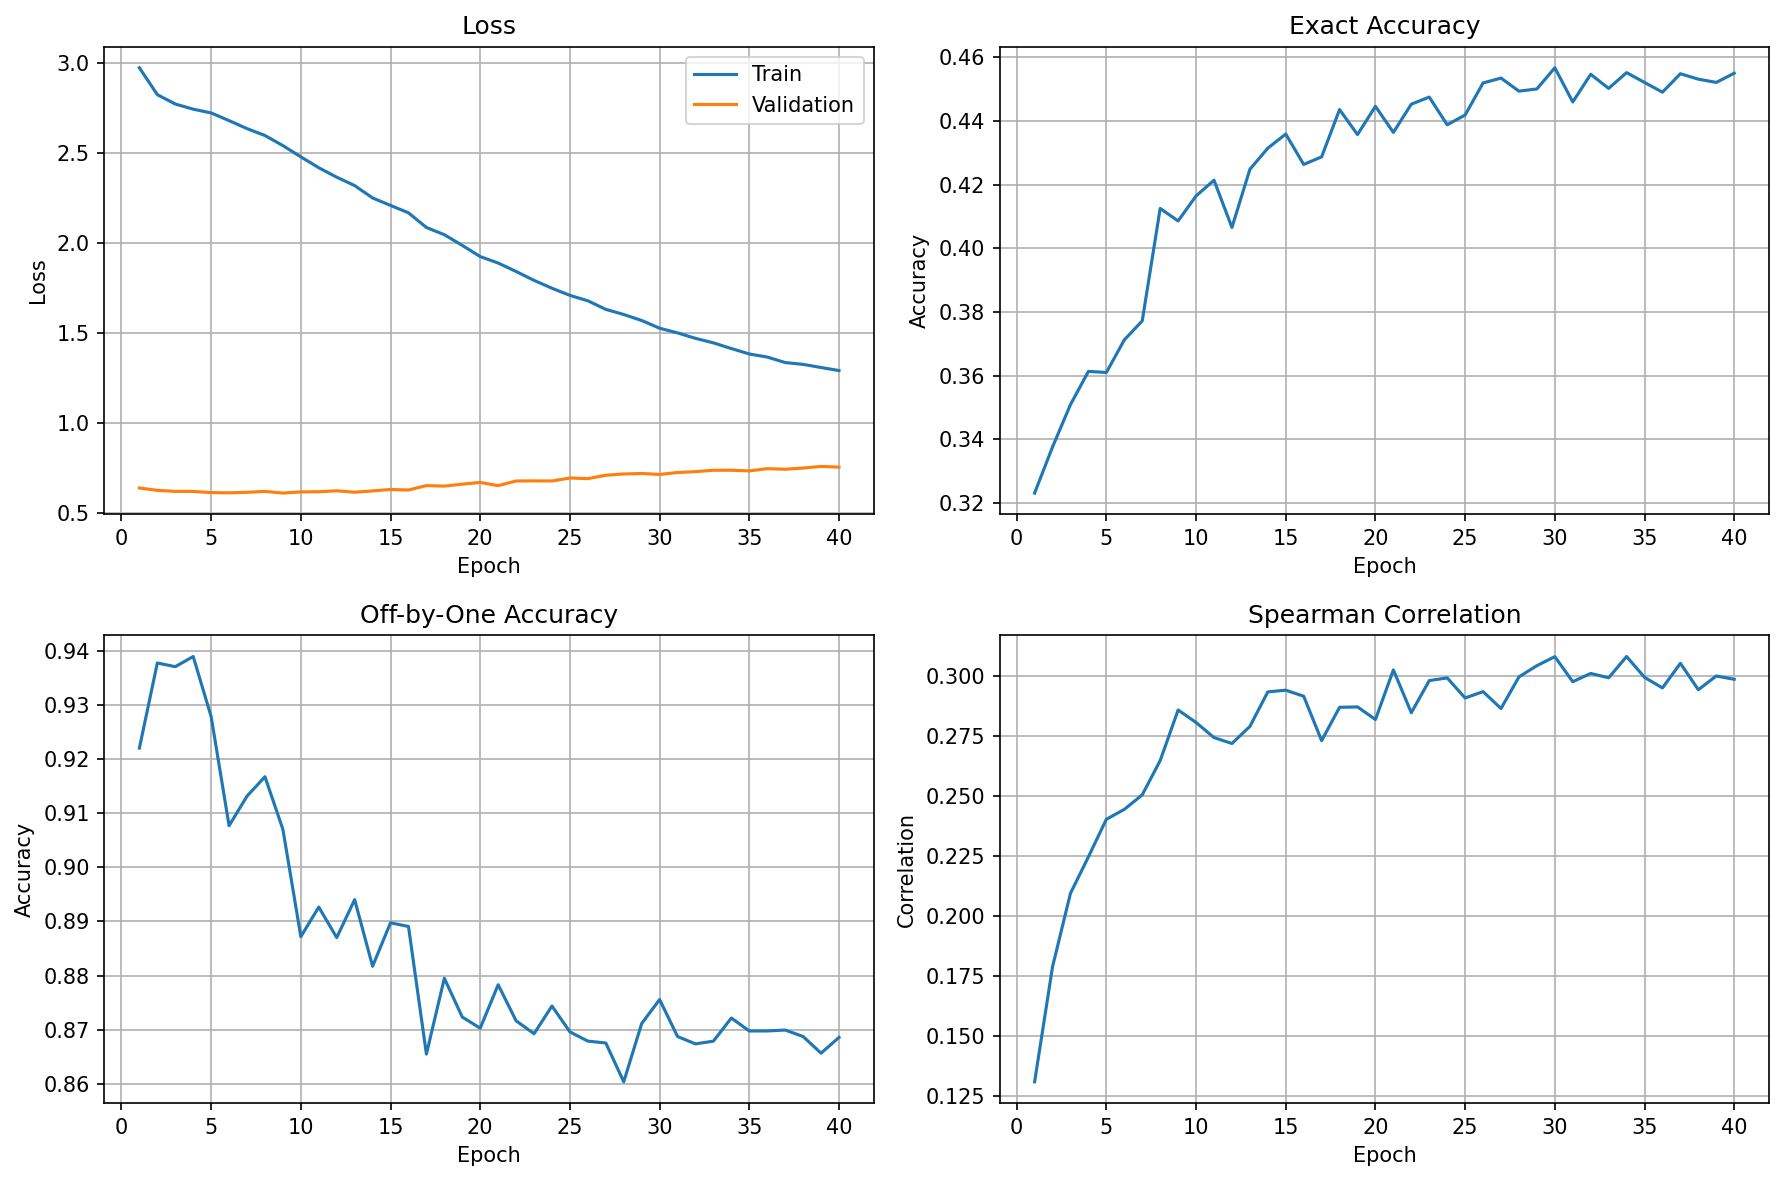 Loss
3.0
2.5
2.0
1.5
1.0
0.5
Loss
Train
Validation
0 5 10 15 20 25 30 35 40
Epoch
Exact Accuracy
0.46
0.44
0.42
0.40
0.38
0.36
0.34
0.32
Accuracy
0 5 10 15 20 25 30 35 40
Epoch
Off-by-One Accuracy
0.94
0.93
0.92
0.91
0.90
0.89
0.88
0.87
0.86
Accuracy
0 5 10 15 20 25 30 35 40
Epoch
Spearman Correlation
0.300
0.275
0.250
0.225
0.200
0.175
0.150
0.125
Correlation
0 5 10 15 20 25 30 35 40
Epoch